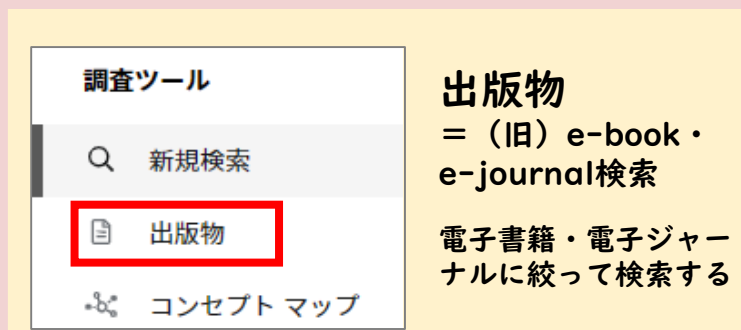 調査ツール
新規検索
出版物
コンセプト マップ
出版物
＝（旧）e-book・
e-journal検索
電子書籍・電子ジャー
ナルに絞って検索する